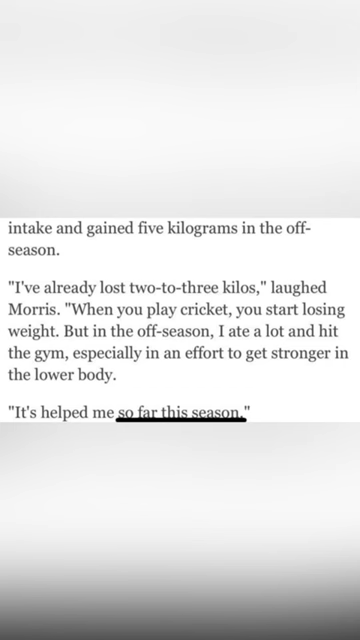 intake and gained five kilograms in the off-
season.
"I've already lost two-to-three kilos," laughed
Morris. "When you play cricket, you start losing
weight. But in the off-season, I ate a lot and hit
the gym, especially in an effort to get stronger in
the lower body.
"It's helped me so far this season."